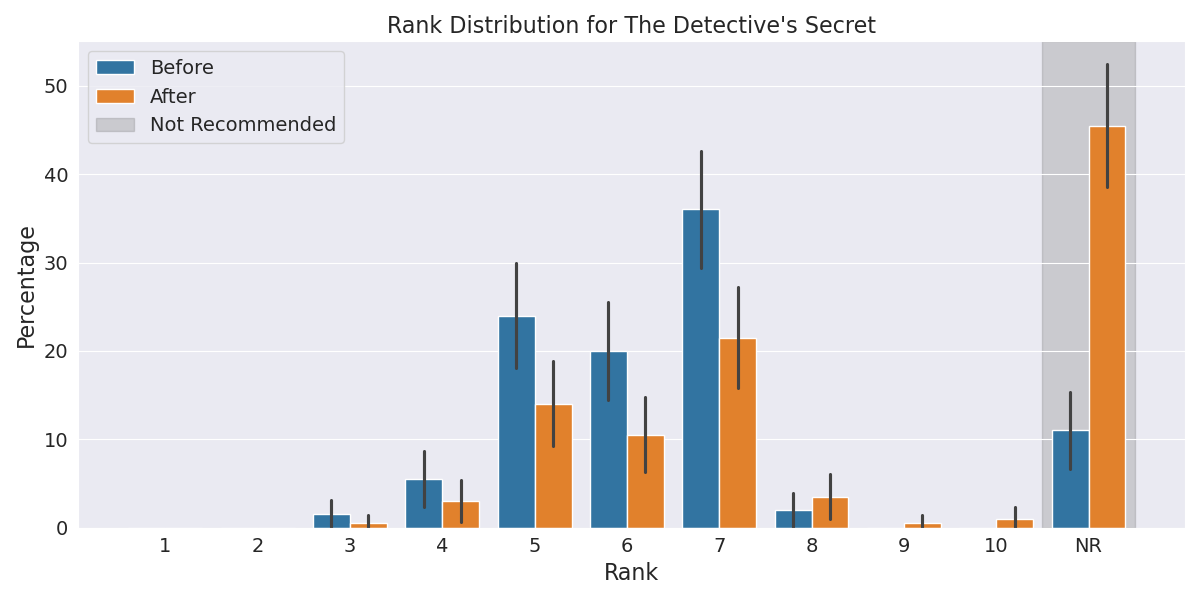 Rank Distribution for The Detective's Secret
Before
After
Not Recommended
Percentage
50
40
30
20
10
0
1 2 3 4 5 6 7 8 9 10 NR
Rank